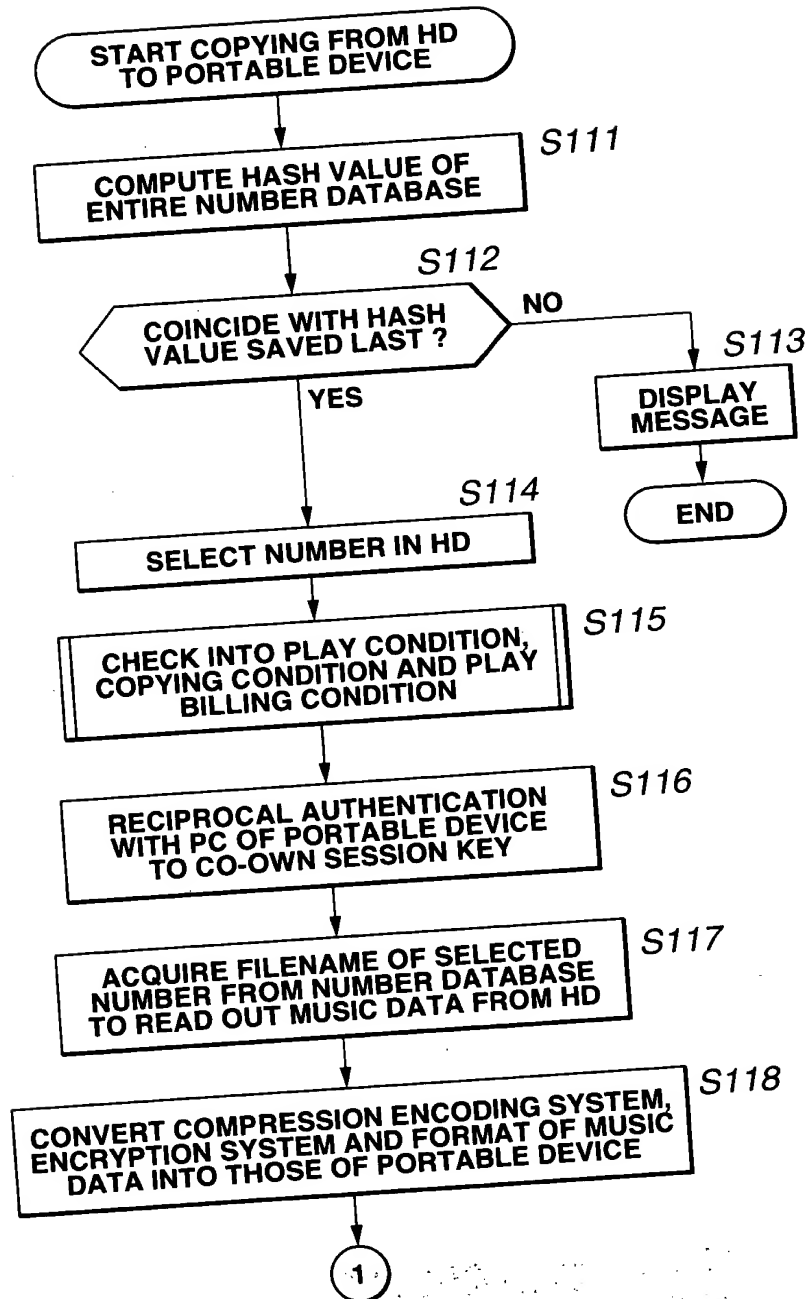 START COPYING FROM HD
TO PORTABLE DEVICE
S111
COMPUTE HASH VALUE OF
ENTIRE NUMBER DATABASE
S112
COINCIDE WITH HASH
VALUE SAVED LAST ?
NO
YES
S113
DISPLAY
MESSAGE
END
S114
SELECT NUMBER IN HD
S115
CHECK INTO PLAY CONDITION,
COPYING CONDITION AND PLAY
BILLING CONDITION
S116
RECIPROCAL AUTHENTICATION
WITH PC OF PORTABLE DEVICE
TO CO-OWN SESSION KEY
S117
ACQUIRE FILENAME OF SELECTED
NUMBER FROM NUMBER DATABASE
TO READ OUT MUSIC DATA FROM HD
S118
CONVERT COMPRESSION ENCODING SYSTEM,
ENCRYPTION SYSTEM AND FORMAT OF MUSIC
DATA INTO THOSE OF PORTABLE DEVICE
1